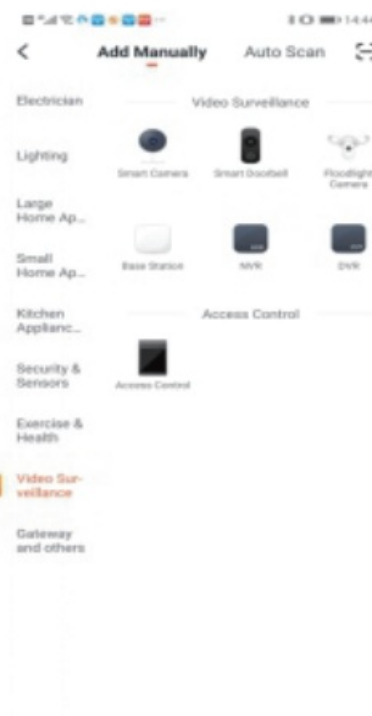 14:44
Add Manually Auto Scan
Electrician
Video Surveillance
Smart Camera Smart Doorbell Floodlight
Camera
Lighting
Large
Home Ap...
Small
Home Ap...
Base Station NVR DVR
Kitchen
Applianc...
Access Control
Security &
Sensors
Access Control
Exercise &
Health
Video Sur-
veillance
Gateway
and others